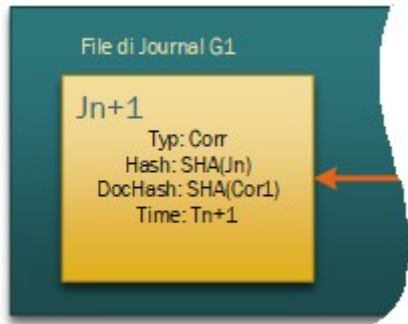 File di Journal G1
Jn+1
Typ: Corr
Hash: SHA(Jn)
DocHash: SHA(Cor1)
Time: Tn+1